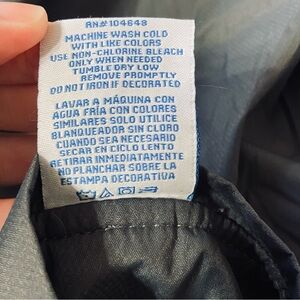 RN#104648
MACHINE WASH COLD
WITH LIKE COLORS
USE NON-CHLORINE BLEACH
ONLY WHEN NEEDED
TUMBLE DRY LOW
REMOVE PROMPTLY
DO NOT IRON IF DECORATED
LAVAR A MÁQUINA CON
AGUA FRÍA CON COLORES
SIMILARES SOLO UTILICE
BLANQUEADOR SIN CLORO
CUANDO SEA NECESARIO
SECAR EN CICLO LENTO
RETIRAR INMEDIATAMENTE
NO PLANCHAR SOBRE LA
ESTAMPA DECORATIVA